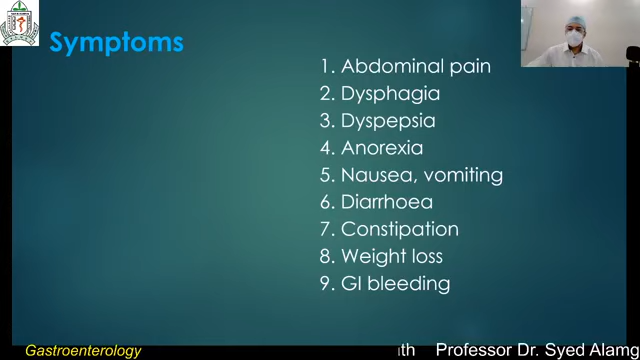 Symptoms
1. Abdominal pain
2. Dysphagia
3. Dyspepsia
4. Anorexia
5. Nausea, vomiting
6. Diarrhoea
7. Constipation
8. Weight loss
9. GI bleeding
Gastroenterology
Professor Dr. Syed Alamg